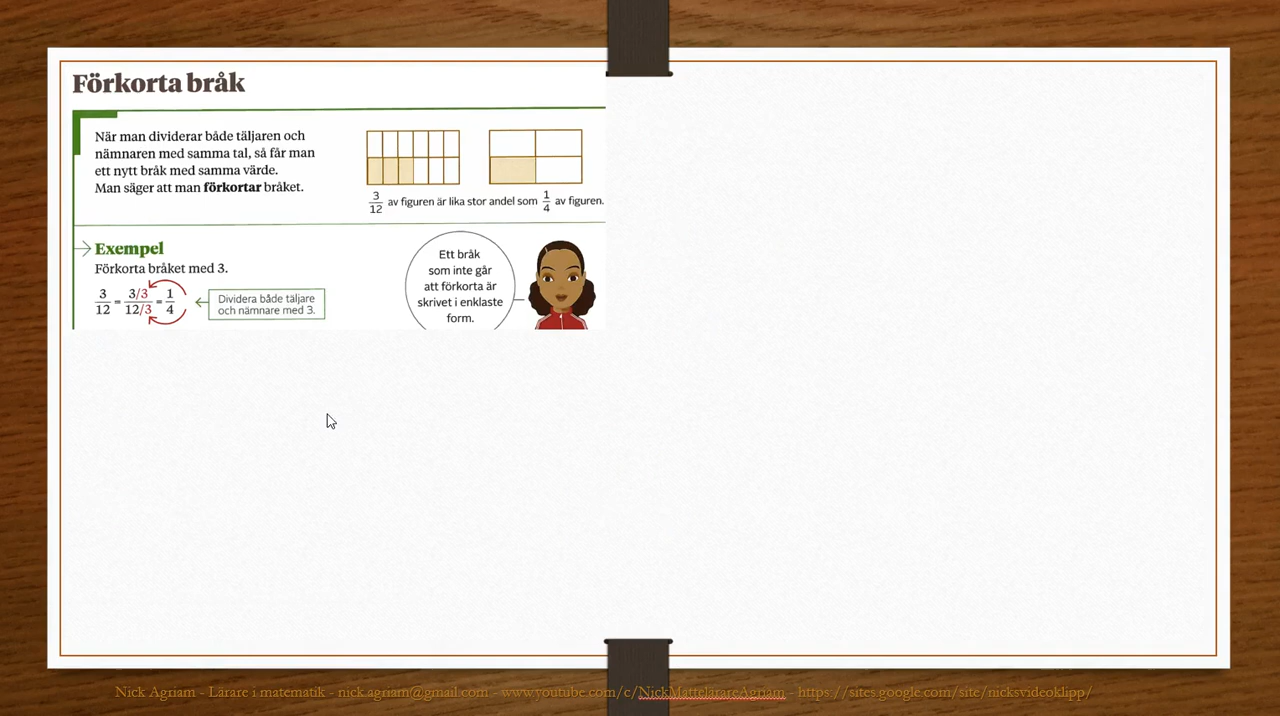 Förkorta bråk
När man dividerar både täljaren och
nämnaren med samma tal, så får man
ett nytt bråk med samma värde.
Man säger att man förkortar bråket.
3/12 av figuren är lika stor andel som 1/4 av figuren.
Exempel
Förkorta bråket med 3.
3/12 = 3/3 / 12/3 = 1/4
Dividera både täljare
och nämnare med 3.
Ett bråk
som inte går
att förkorta är
skrivet i enklaste
form.
Nick Agriam - Lärare i matematik - nick.agriam@gmail.com - www.youtube.com/c/NickMattelärareAgriam - https://sites.google.com/site/nicksvideoklipp/